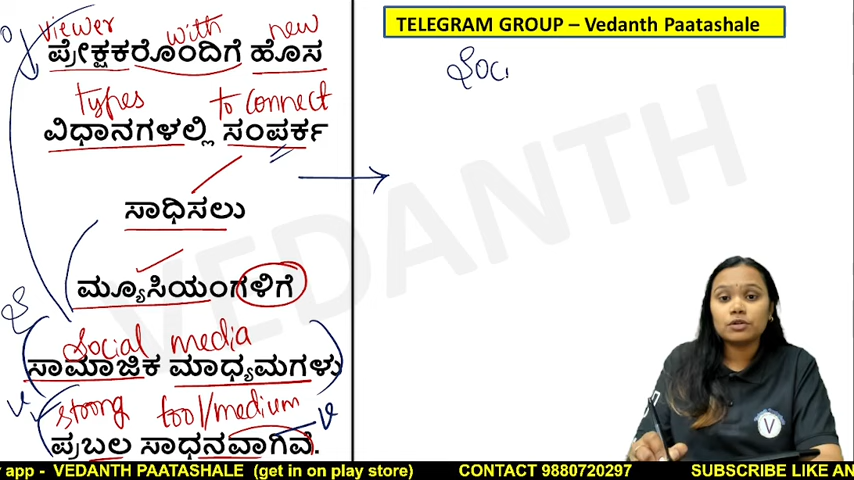 viewer with new
ಪ್ರೇಕ್ಷಕರೊಂದಿಗೆ ಹೊಸ
types to connect
ವಿಧಾನಗಳಲ್ಲಿ ಸಂಪರ್ಕ
ಸಾಧಿಸಲು
ಮ್ಯೂಸಿಯಂಗಳಿಗೆ
S
Social media
(ಸಾಮಾಜಿಕ ಮಾಧ್ಯಮಗಳು)
V strong tool/medium V
(ಪ್ರಬಲ ಸಾಧನವಾಗಿವೆ.
TELEGRAM GROUP – Vedanth Paatashale
Soci
VEDANTH
V
r app - VEDANTH PAATASHALE (get in on play store) CONTACT 9880720297 SUBSCRIBE LIKE AN